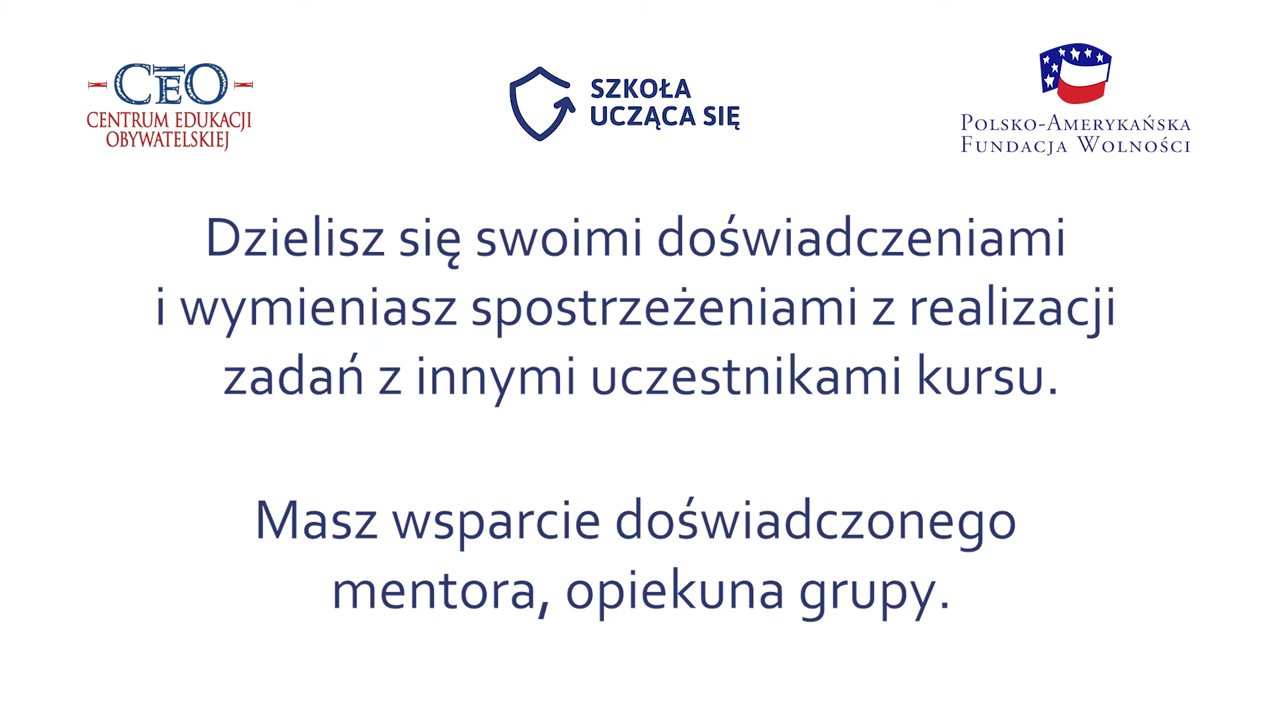 CEO
CENTRUM EDUKACJI
OBYWATELSKIEJ
SZKOŁA
UCZĄCA SIĘ
POLSKO-AMERYKAŃSKA
FUNDACJA WOLNOŚCI
Dzielisz się swoimi doświadczeniami
i wymieniasz spostrzeżeniami z realizacji
zadań z innymi uczestnikami kursu.
Masz wsparcie doświadczonego
mentora, opiekuna grupy.